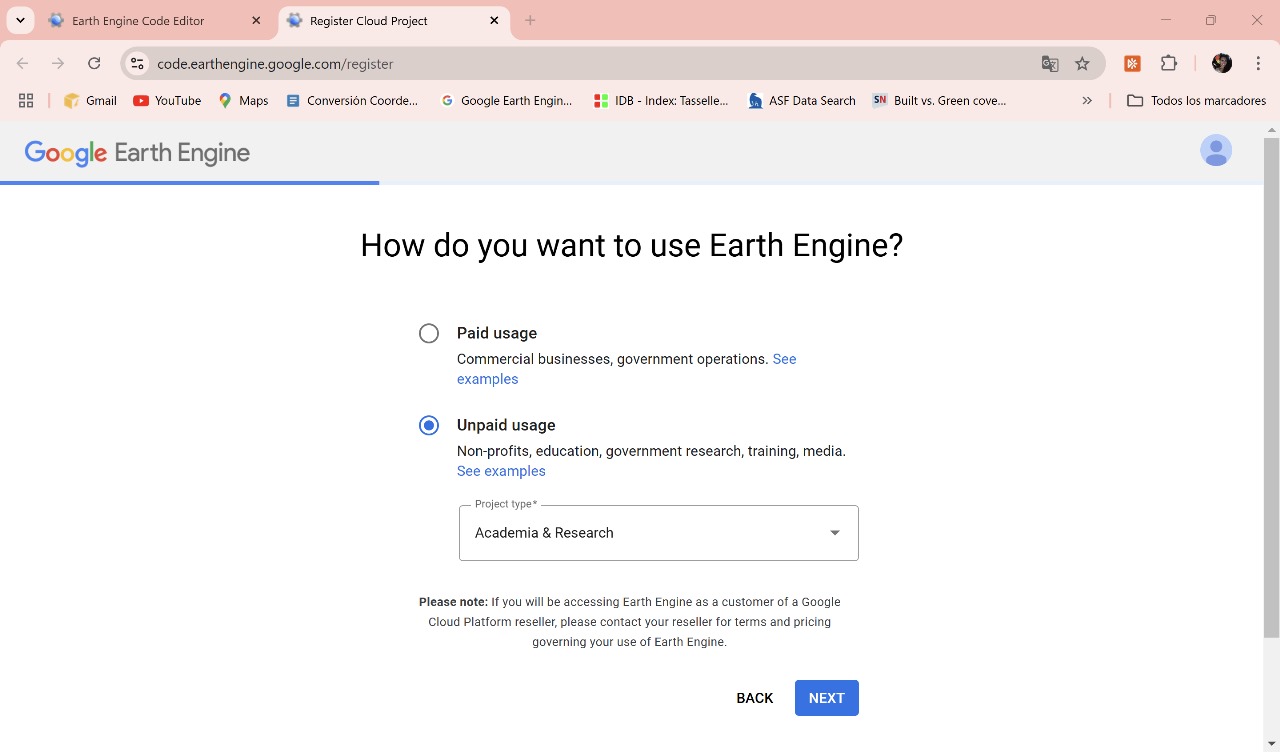 Earth Engine Code Editor
Register Cloud Project
code.earthengine.google.com/register
Gmail
YouTube
Maps
Conversión Coorde...
Google Earth Engin...
IDB - Index: Tasselle...
ASF Data Search
SN
Built vs. Green cove...
Todos los marcadores
Google Earth Engine
How do you want to use Earth Engine?
Paid usage
Commercial businesses, government operations. See
examples
Unpaid usage
Non-profits, education, government research, training, media.
See examples
Project type*
Academia & Research
Please note: If you will be accessing Earth Engine as a customer of a Google
Cloud Platform reseller, please contact your reseller for terms and pricing
governing your use of Earth Engine.
BACK
NEXT